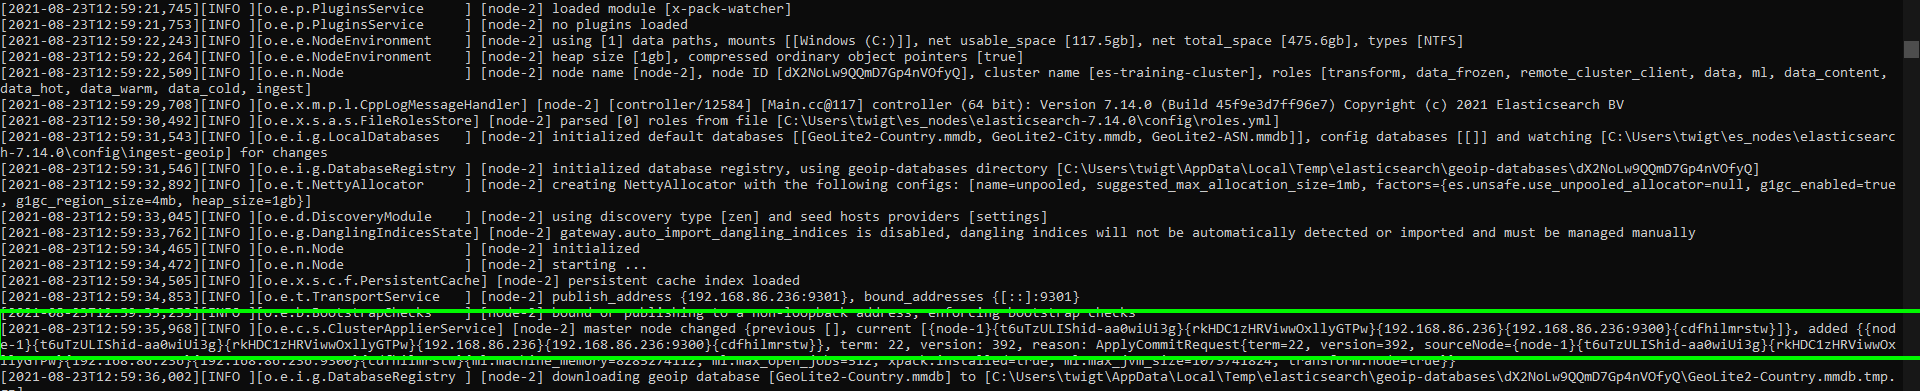 [2021-08-23T12:59:21,745][INFO ][o.e.p.PluginsService     ] [node-2] loaded module [x-pack-watcher]
[2021-08-23T12:59:21,753][INFO ][o.e.p.PluginsService     ] [node-2] no plugins loaded
[2021-08-23T12:59:22,243][INFO ][o.e.e.NodeEnvironment    ] [node-2] using [1] data paths, mounts [[Windows (C:)]], net usable_space [117.5gb], net total_space [475.6gb], types [NTFS]
[2021-08-23T12:59:22,264][INFO ][o.e.e.NodeEnvironment    ] [node-2] heap size [1gb], compressed ordinary object pointers [true]
[2021-08-23T12:59:22,509][INFO ][o.e.n.Node               ] [node-2] node name [node-2], node ID [dX2NoLw9QQmD7Gp4nVOfyQ], cluster name [es-training-cluster], roles [transform, data_frozen, remote_cluster_client, data, ml, data_content,
data_hot, data_warm, data_cold, ingest]
[2021-08-23T12:59:29,708][INFO ][o.e.x.m.p.l.CppLogMessageHandler] [node-2] [controller/12584] [Main.cc@117] controller (64 bit): Version 7.14.0 (Build 45f9e3d7ff96e7) Copyright (c) 2021 Elasticsearch BV
[2021-08-23T12:59:30,492][INFO ][o.e.x.s.a.s.FileRolesStore] [node-2] parsed [0] roles from file [C:\Users\twigt\es_nodes\elasticsearch-7.14.0\config\roles.yml]
[2021-08-23T12:59:31,543][INFO ][o.e.i.g.LocalDatabases   ] [node-2] initialized default databases [[GeoLite2-Country.mmdb, GeoLite2-City.mmdb, GeoLite2-ASN.mmdb]], config databases [[]] and watching [C:\Users\twigt\es_nodes\elasticsearc
h-7.14.0\config\ingest-geoip] for changes
[2021-08-23T12:59:31,546][INFO ][o.e.i.g.DatabaseRegistry ] [node-2] initialized database registry, using geoip-databases directory [C:\Users\twigt\AppData\Local\Temp\elasticsearch\geoip-databases\dX2NoLw9QQmD7Gp4nVOfyQ]
[2021-08-23T12:59:32,892][INFO ][o.e.t.NettyAllocator     ] [node-2] creating NettyAllocator with the following configs: [name=unpooled, suggested_max_allocation_size=1mb, factors={es.unsafe.use_unpooled_allocator=null, g1gc_enabled=true
, g1gc_region_size=4mb, heap_size=1gb}]
[2021-08-23T12:59:33,045][INFO ][o.e.d.DiscoveryModule    ] [node-2] using discovery type [zen] and seed hosts providers [settings]
[2021-08-23T12:59:33,762][INFO ][o.e.g.DanglingIndicesState] [node-2] gateway.auto_import_dangling_indices is disabled, dangling indices will not be automatically detected or imported and must be managed manually
[2021-08-23T12:59:34,465][INFO ][o.e.n.Node               ] [node-2] initialized
[2021-08-23T12:59:34,472][INFO ][o.e.n.Node               ] [node-2] starting ...
[2021-08-23T12:59:34,505][INFO ][o.e.x.s.c.f.PersistentCache] [node-2] persistent cache index loaded
[2021-08-23T12:59:34,853][INFO ][o.e.t.TransportService   ] [node-2] publish_address {192.168.86.236:9301}, bound_addresses {[::]:9301}
[INFO ][o.e.b.BootstrapChecks    ] [node-2] bound or publishing to a non-loopback address, enforcing bootstrap checks
[2021-08-23T12:59:35,968][INFO ][o.e.c.s.ClusterApplierService] [node-2] master node changed {previous [], current [{node-1}{t6uTzULIShid-aa0wiUi3g}{rkHDC1zHRViwwOxllyGTPw}{192.168.86.236}{192.168.86.236:9300}{cdfhilmrstw}]}, added {{nod
e-1}{t6uTzULIShid-aa0wiUi3g}{rkHDC1zHRViwwOxllyGTPw}{192.168.86.236}{192.168.86.236:9300}{cdfhilmrstw}}, term: 22, version: 392, reason: ApplyCommitRequest{term=22, version=392, sourceNode={node-1}{t6uTzULIShid-aa0wiUi3g}{rkHDC1zHRViwwOx
llyGTPw}{192.168.86.236}{192.168.86.236:9300}{cdfhilmrstw}{ml.machine_memory=8285274112, ml.max_open_jobs=512, xpack.installed=true, ml.max_jvm_size=1073741824, transform.node=true}}
[2021-08-23T12:59:36,002][INFO ][o.e.i.g.DatabaseRegistry ] [node-2] downloading geoip database [GeoLite2-Country.mmdb] to [C:\Users\twigt\AppData\Local\Temp\elasticsearch\geoip-databases\dX2NoLw9QQmD7Gp4nVOfyQ\GeoLite2-Country.mmdb.tmp.